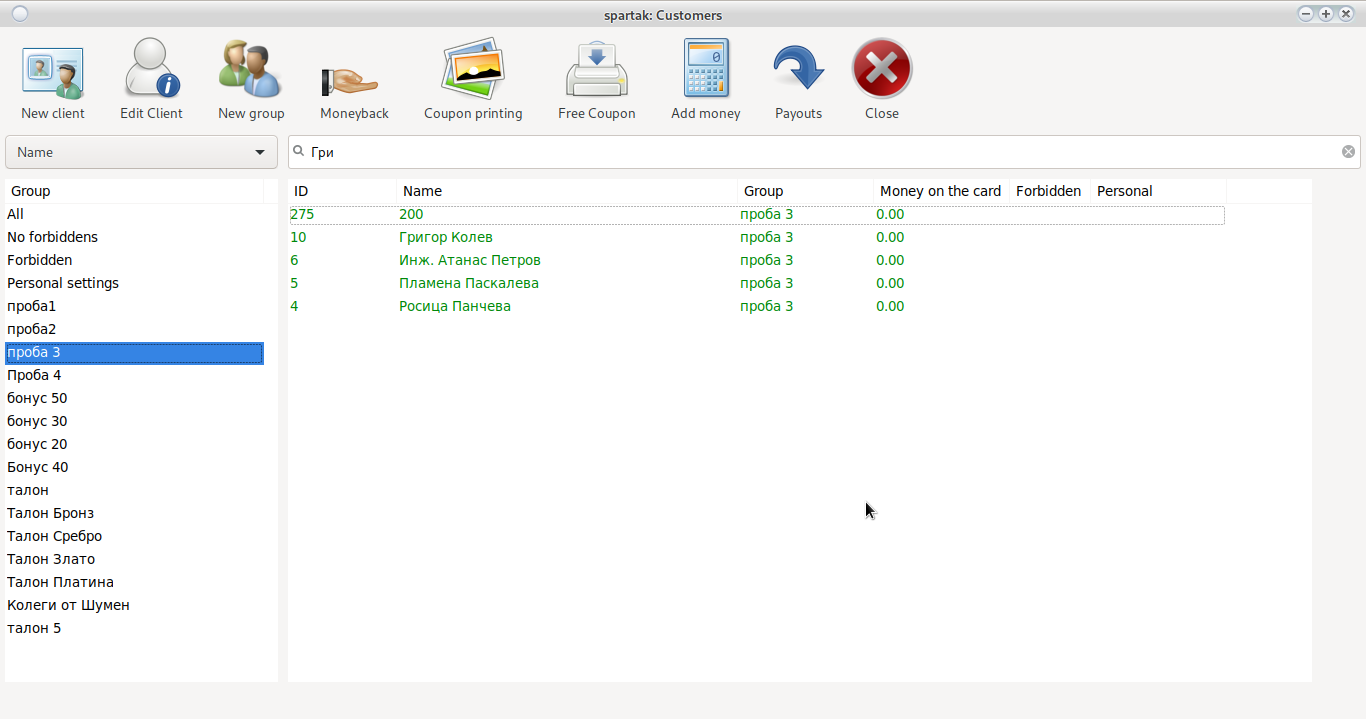 spartak: Customers
New client Edit Client New group Moneyback Coupon printing Free Coupon Add money Payouts Close
Name Гри
Group
All
No forbiddens
Forbidden
Personal settings
проба1
проба2
проба 3
Проба 4
бонус 50
бонус 30
бонус 20
Бонус 40
талон
Талон Бронз
Талон Сребро
Талон Злато
Талон Платина
Колеги от Шумен
талон 5
ID Name Group Money on the card Forbidden Personal
275 200 проба 3 0.00
10 Григор Колев проба 3 0.00
6 Инж. Атанас Петров проба 3 0.00
5 Пламена Паскалева проба 3 0.00
4 Росица Панчева проба 3 0.00